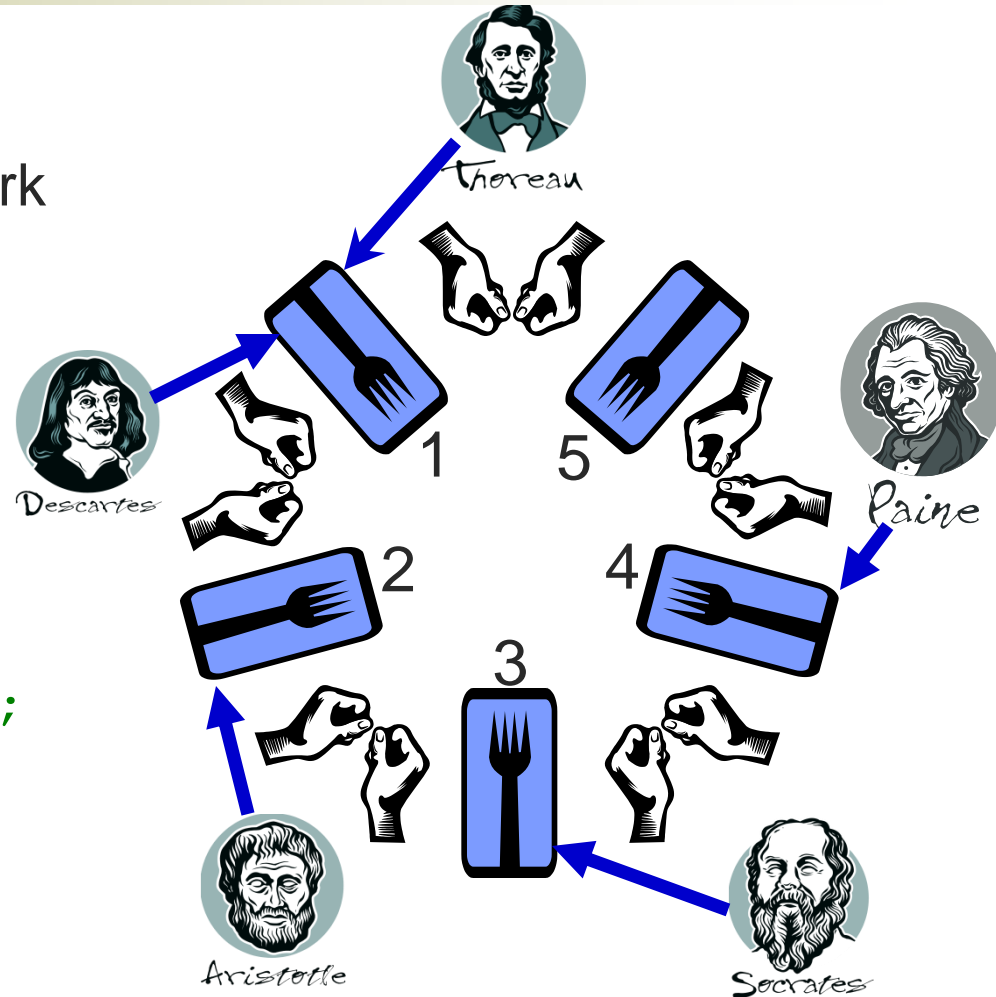 Thoreau
rk
1
5
Descartes
Paine
2
4
3
;
Aristotle
Socrates